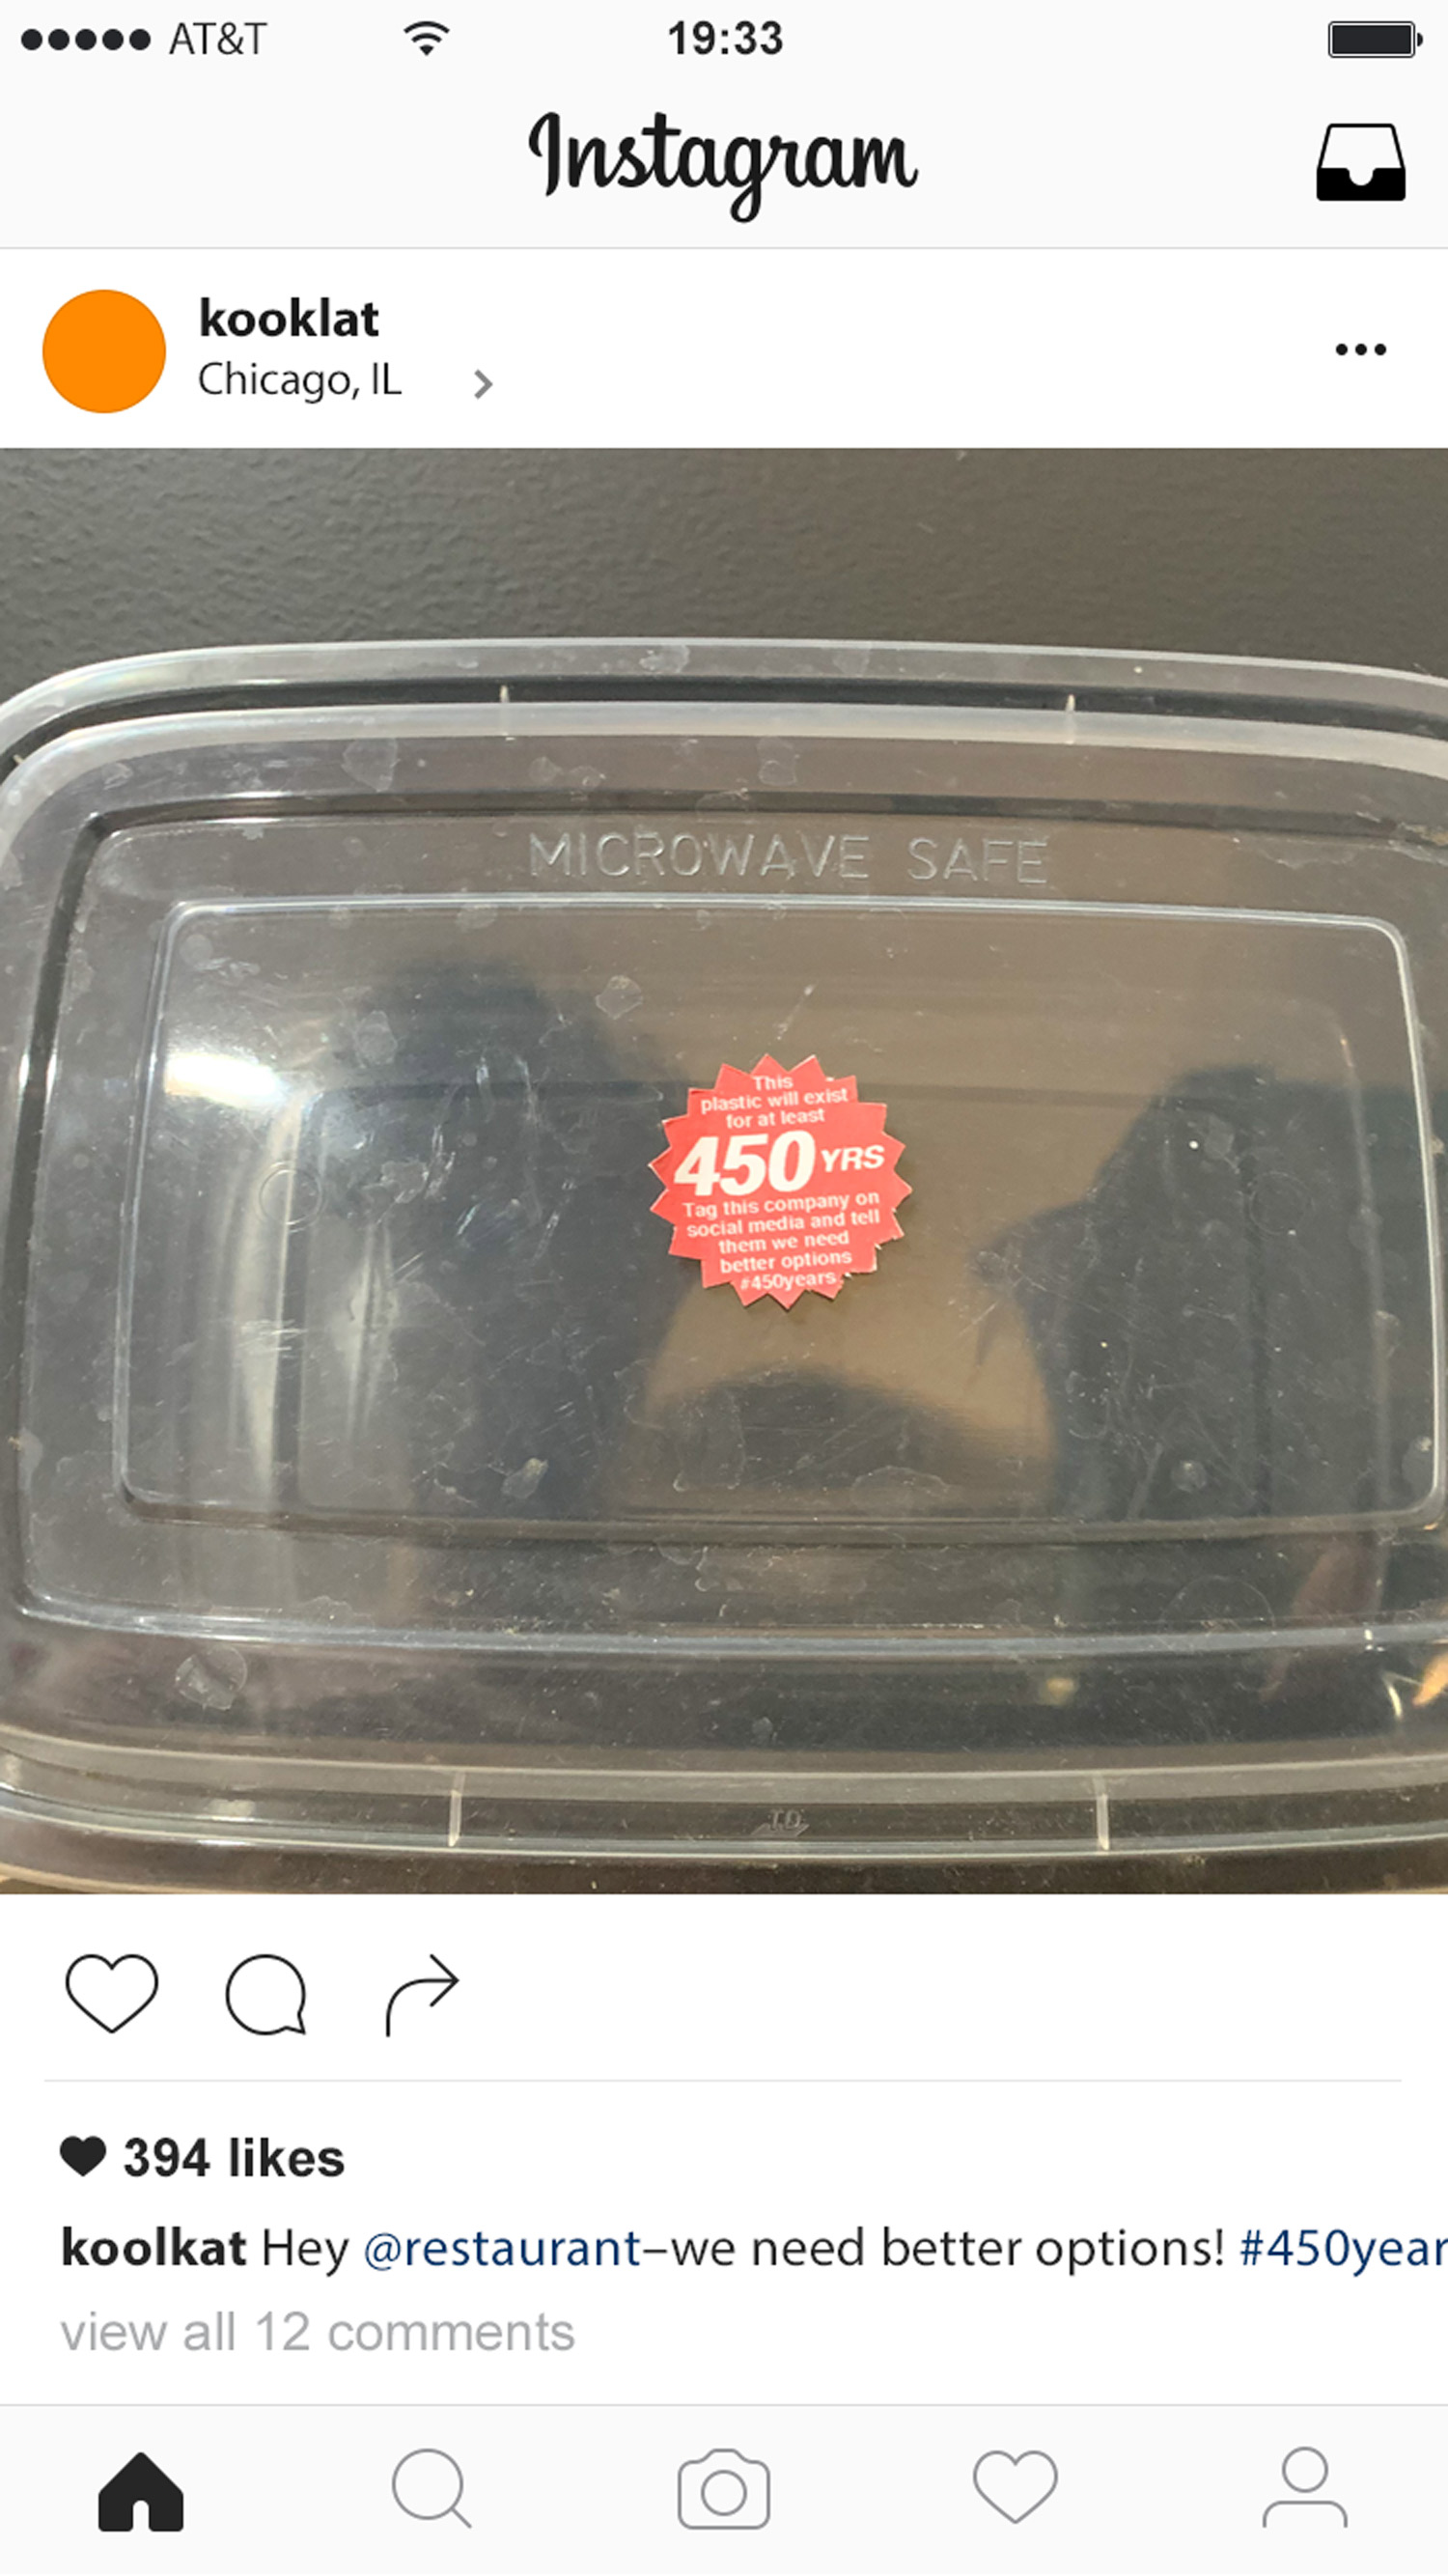 AT&T 19:33
Instagram
kooklat
Chicago, IL
MICROWAVE SAFE
This
plastic will exist
for at least
450 YRS
Tag this company on
social media and tell
them we need
better options
#450years
394 likes
koolkat Hey @restaurant–we need better options! #450year
view all 12 comments